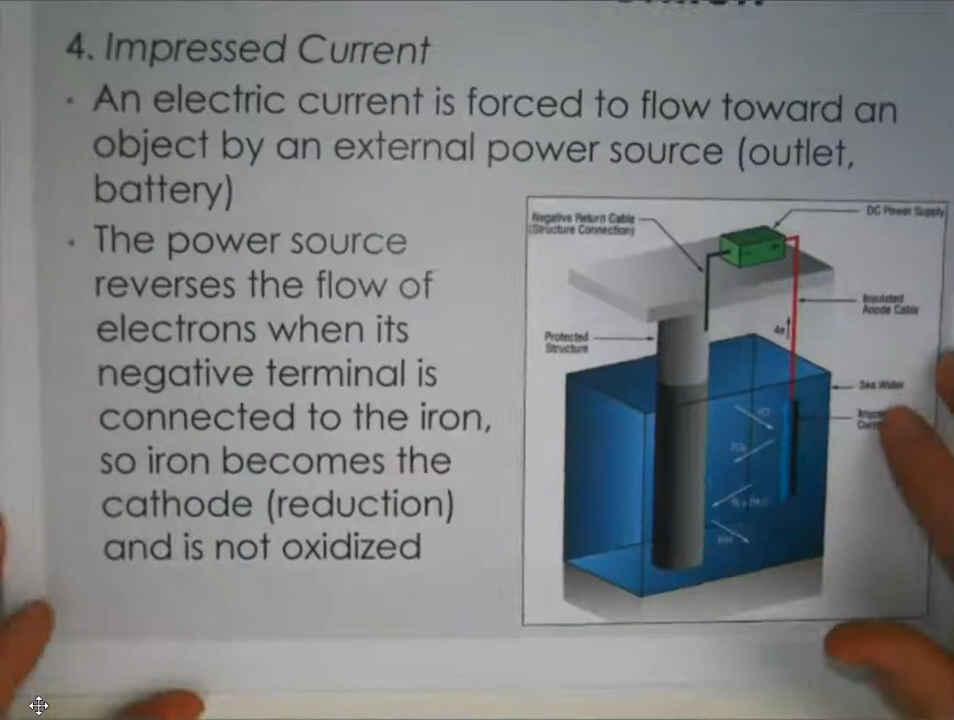 4. Impressed Current
• An electric current is forced to flow toward an
object by an external power source (outlet,
battery)
• The power source
reverses the flow of
electrons when its
negative terminal is
connected to the iron,
so iron becomes the
cathode (reduction)
and is not oxidized
Negative Return Cable
(Structure Connection)
DC Power Supply
Insulated
Anode Cable
Protected
Structure
Sea Water